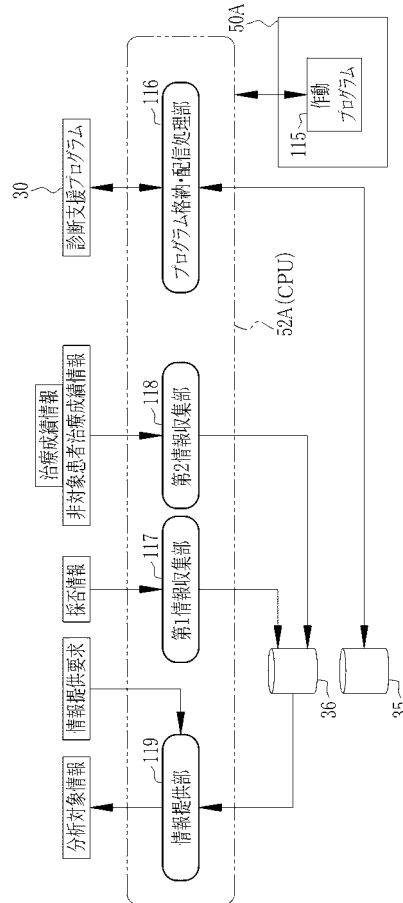 分析対象情報
情報提供要求
採否情報
治療成績情報
非対象患者治療成績情報
診断支援プログラム
30
119
情報提供部
117
第1情報収集部
118
第2情報収集部
116
プログラム格納・配信処理部
52A(CPU)
36
35
50A
115
作動
プログラム